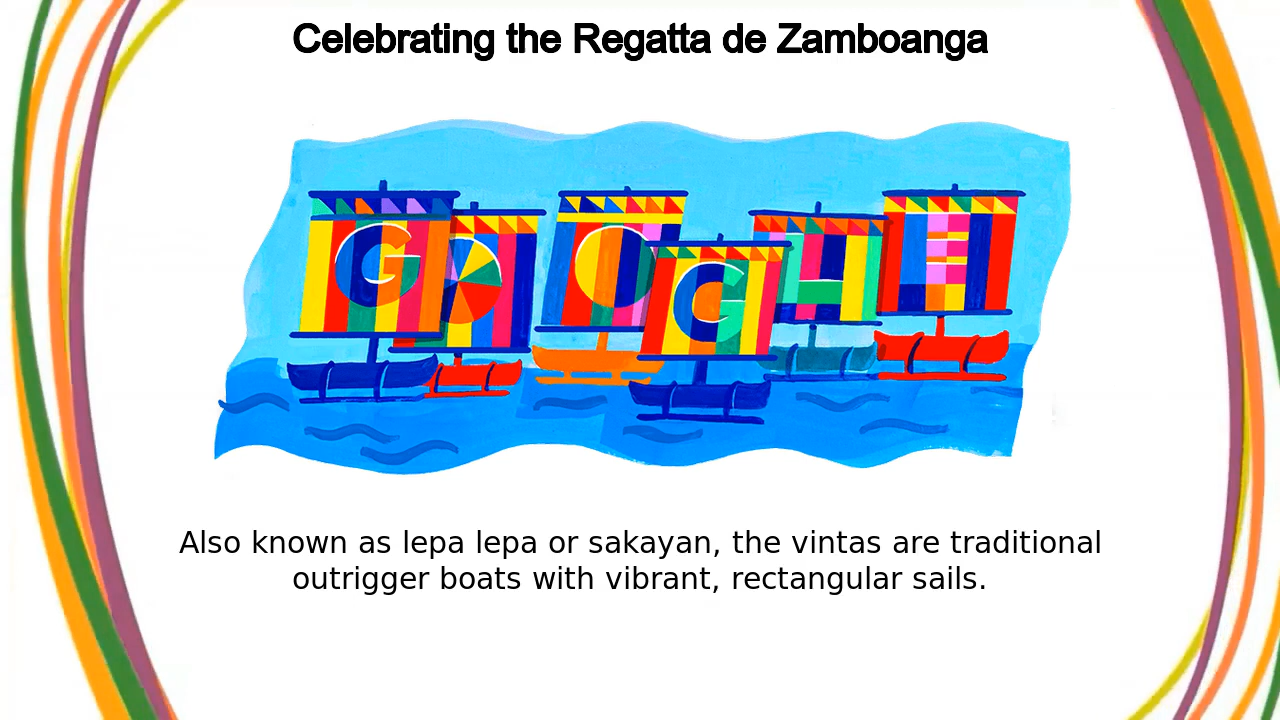 Celebrating the Regatta de Zamboanga
GOOGLE
Also known as lepa lepa or sakayan, the vintas are traditional
outrigger boats with vibrant, rectangular sails.